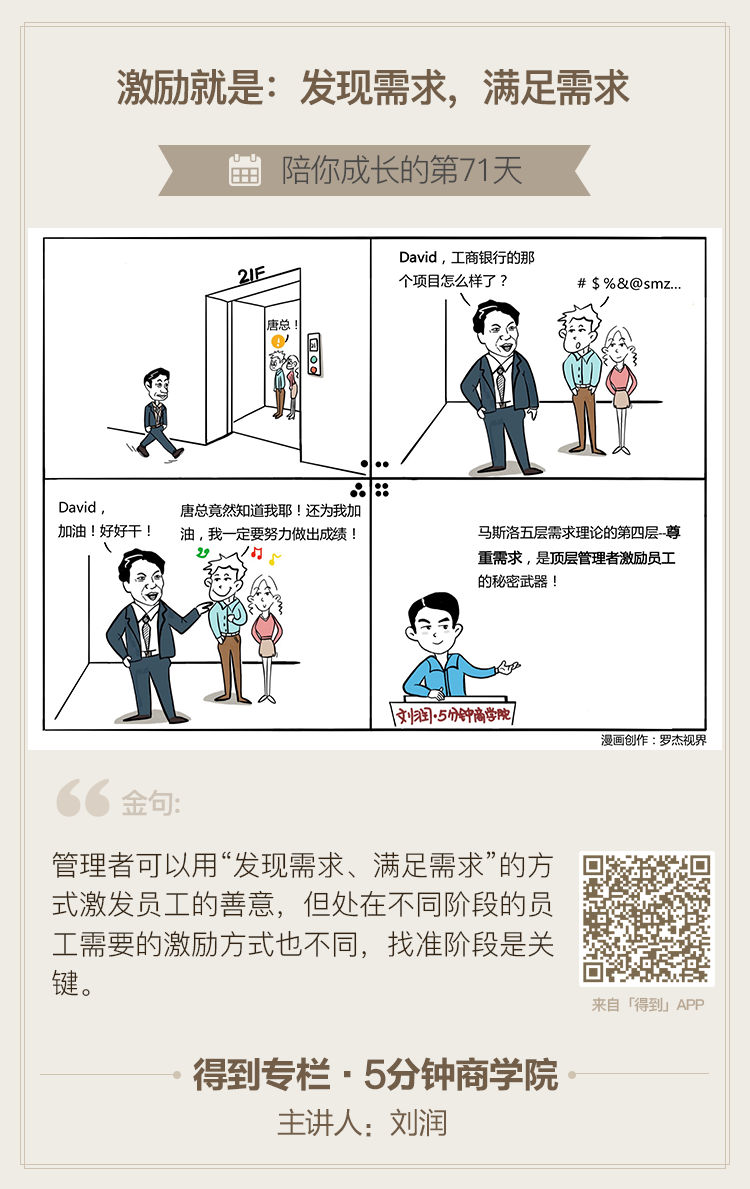 激励就是：发现需求，满足需求
陪你成长的第71天
21F
唐总！
David，工商银行的那
个项目怎么样了？
# $ %&@smz...
David，
加油！好好干！
唐总竟然知道我耶！还为我加
油，我一定要努力做出成绩！
马斯洛五层需求理论的第四层--尊
重需求，是顶层管理者激励员工
的秘密武器！
刘润·5分钟商学院
漫画创作：罗杰视界
金句:
管理者可以用“发现需求、满足需求”的方
式激发员工的善意，但处在不同阶段的员
工需要的激励方式也不同，找准阶段是关
键。
来自「得到」APP
得到专栏·5分钟商学院
主讲人：刘润